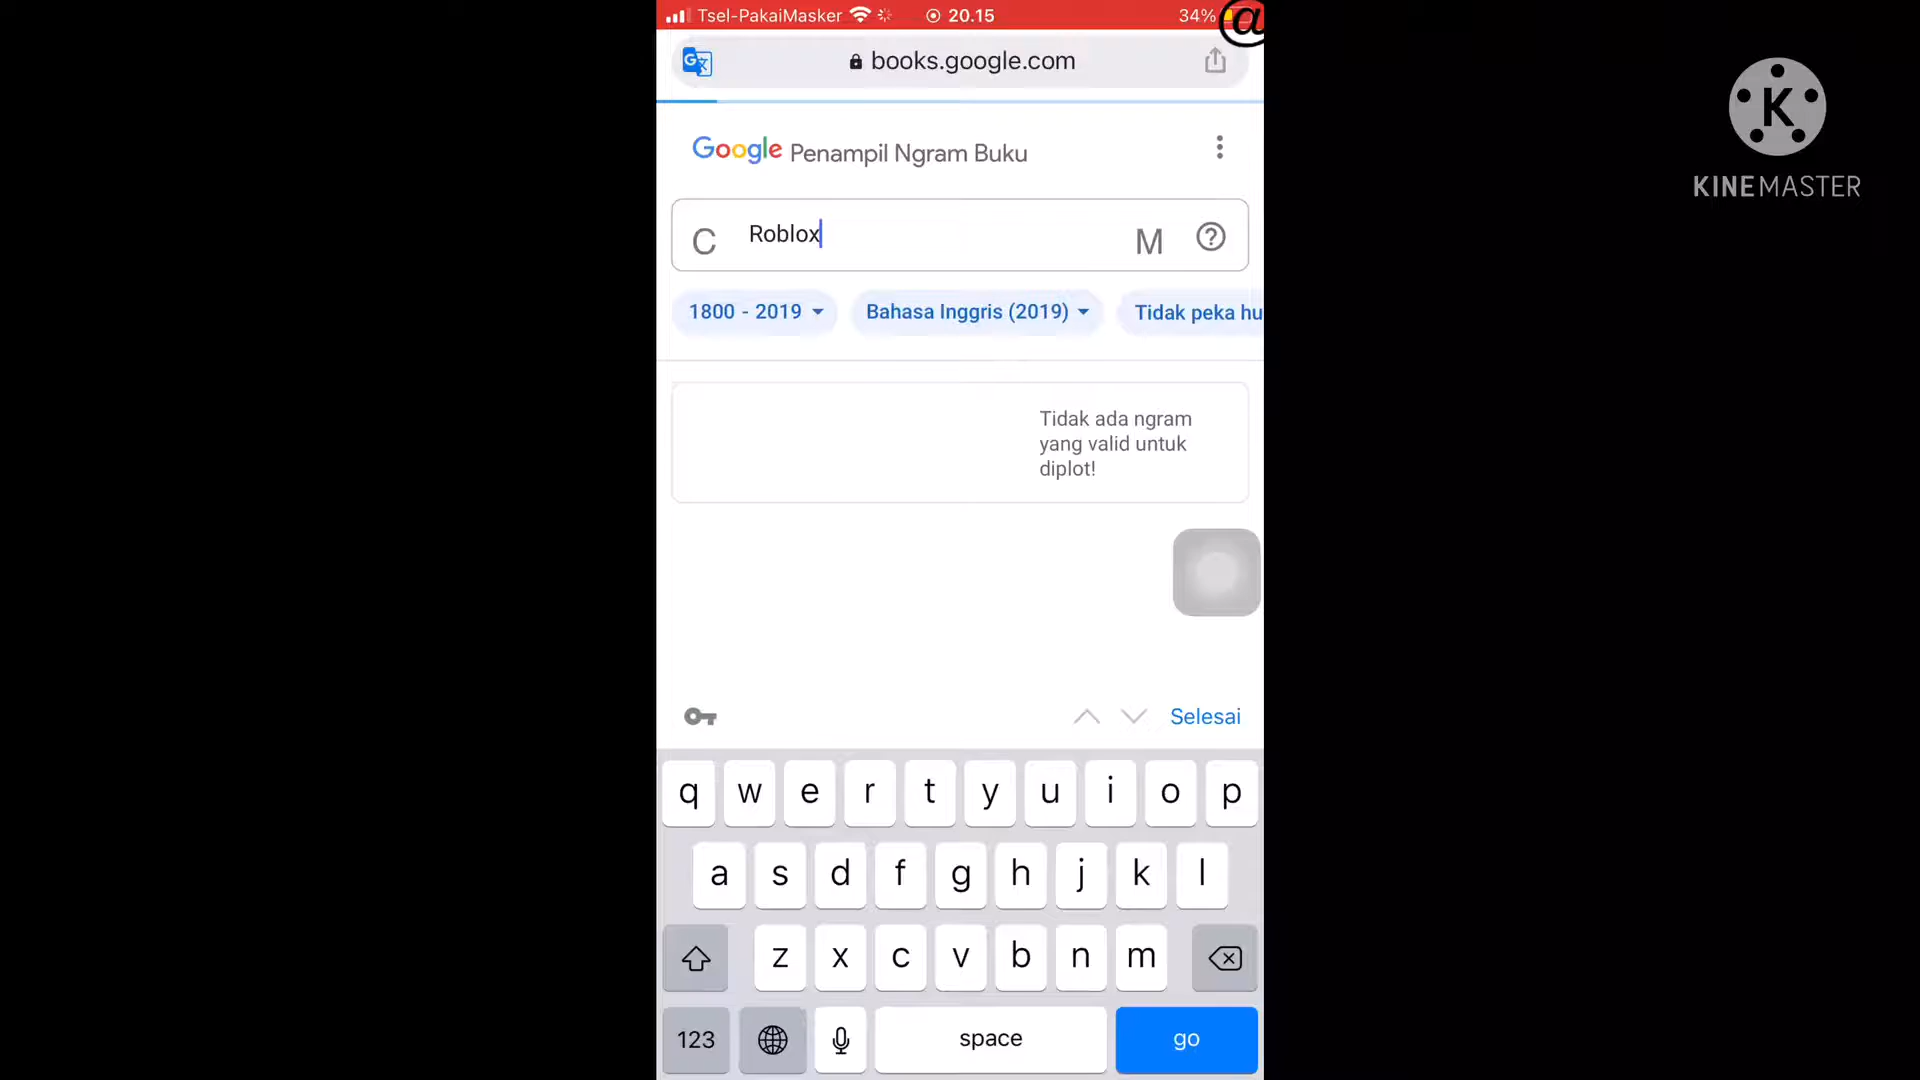 Tsel-PakaiMasker 20.15 34% @
books.google.com
Google Penampil Ngram Buku
C Roblox M
1800 - 2019 Bahasa Inggris (2019) Tidak peka hu
Tidak ada ngram
yang valid untuk
diplot!
Selesai
q w e r t y u i o p
a s d f g h j k l
z x c v b n m
123 space go
K
KINEMASTER